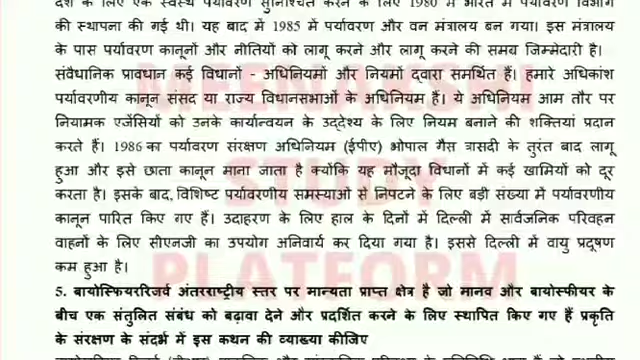 देश के लिए एक स्वस्थ पर्यावरण सुनिश्चित करने के लिए 1980 में भारत में पर्यावरण विभाग
की स्थापना की गई थी। यह बाद में 1985 में पर्यावरण और वन मंत्रालय बन गया। इस मंत्रालय
के पास पर्यावरण कानूनों और नीतियों को लागू करने और लागू करने की समग्र जिम्मेदारी है।
संवैधानिक प्रावधान कई विधानों - अधिनियमों और नियमों द्वारा समर्थित हैं। हमारे अधिकांश
पर्यावरणीय कानून संसद या राज्य विधानसभाओं के अधिनियम हैं। ये अधिनियम आम तौर पर
नियामक एजेंसियों को उनके कार्यान्वयन के उद्देश्य के लिए नियम बनाने की शक्तियां प्रदान
करते हैं। 1986 का पर्यावरण संरक्षण अधिनियम (ईपीए) भोपाल गैस त्रासदी के तुरंत बाद लागू
हुआ और इसे छाता कानून माना जाता है क्योंकि यह मौजूदा विधानों में कई खामियों को दूर
करता है। इसके बाद, विशिष्ट पर्यावरणीय समस्याओं से निपटने के लिए बड़ी संख्या में पर्यावरणीय
कानून पारित किए गए हैं। उदाहरण के लिए हाल के दिनों में दिल्ली में सार्वजनिक परिवहन
वाहनों के लिए सीएनजी का उपयोग अनिवार्य कर दिया गया है। इससे दिल्ली में वायु प्रदूषण
कम हुआ है।
MEENAKSHI
STUDY
PLATFORM
5. बायोस्फियररिजर्व अंतरराष्ट्रीय स्तर पर मान्यता प्राप्त क्षेत्र है जो मानव और बायोस्फीयर के
बीच एक संतुलित संबंध को बढ़ावा देने और प्रदर्शित करने के लिए स्थापित किए गए हैं प्रकृति
के संरक्षण के संदर्भ में इस कथन की व्याख्या कीजिए